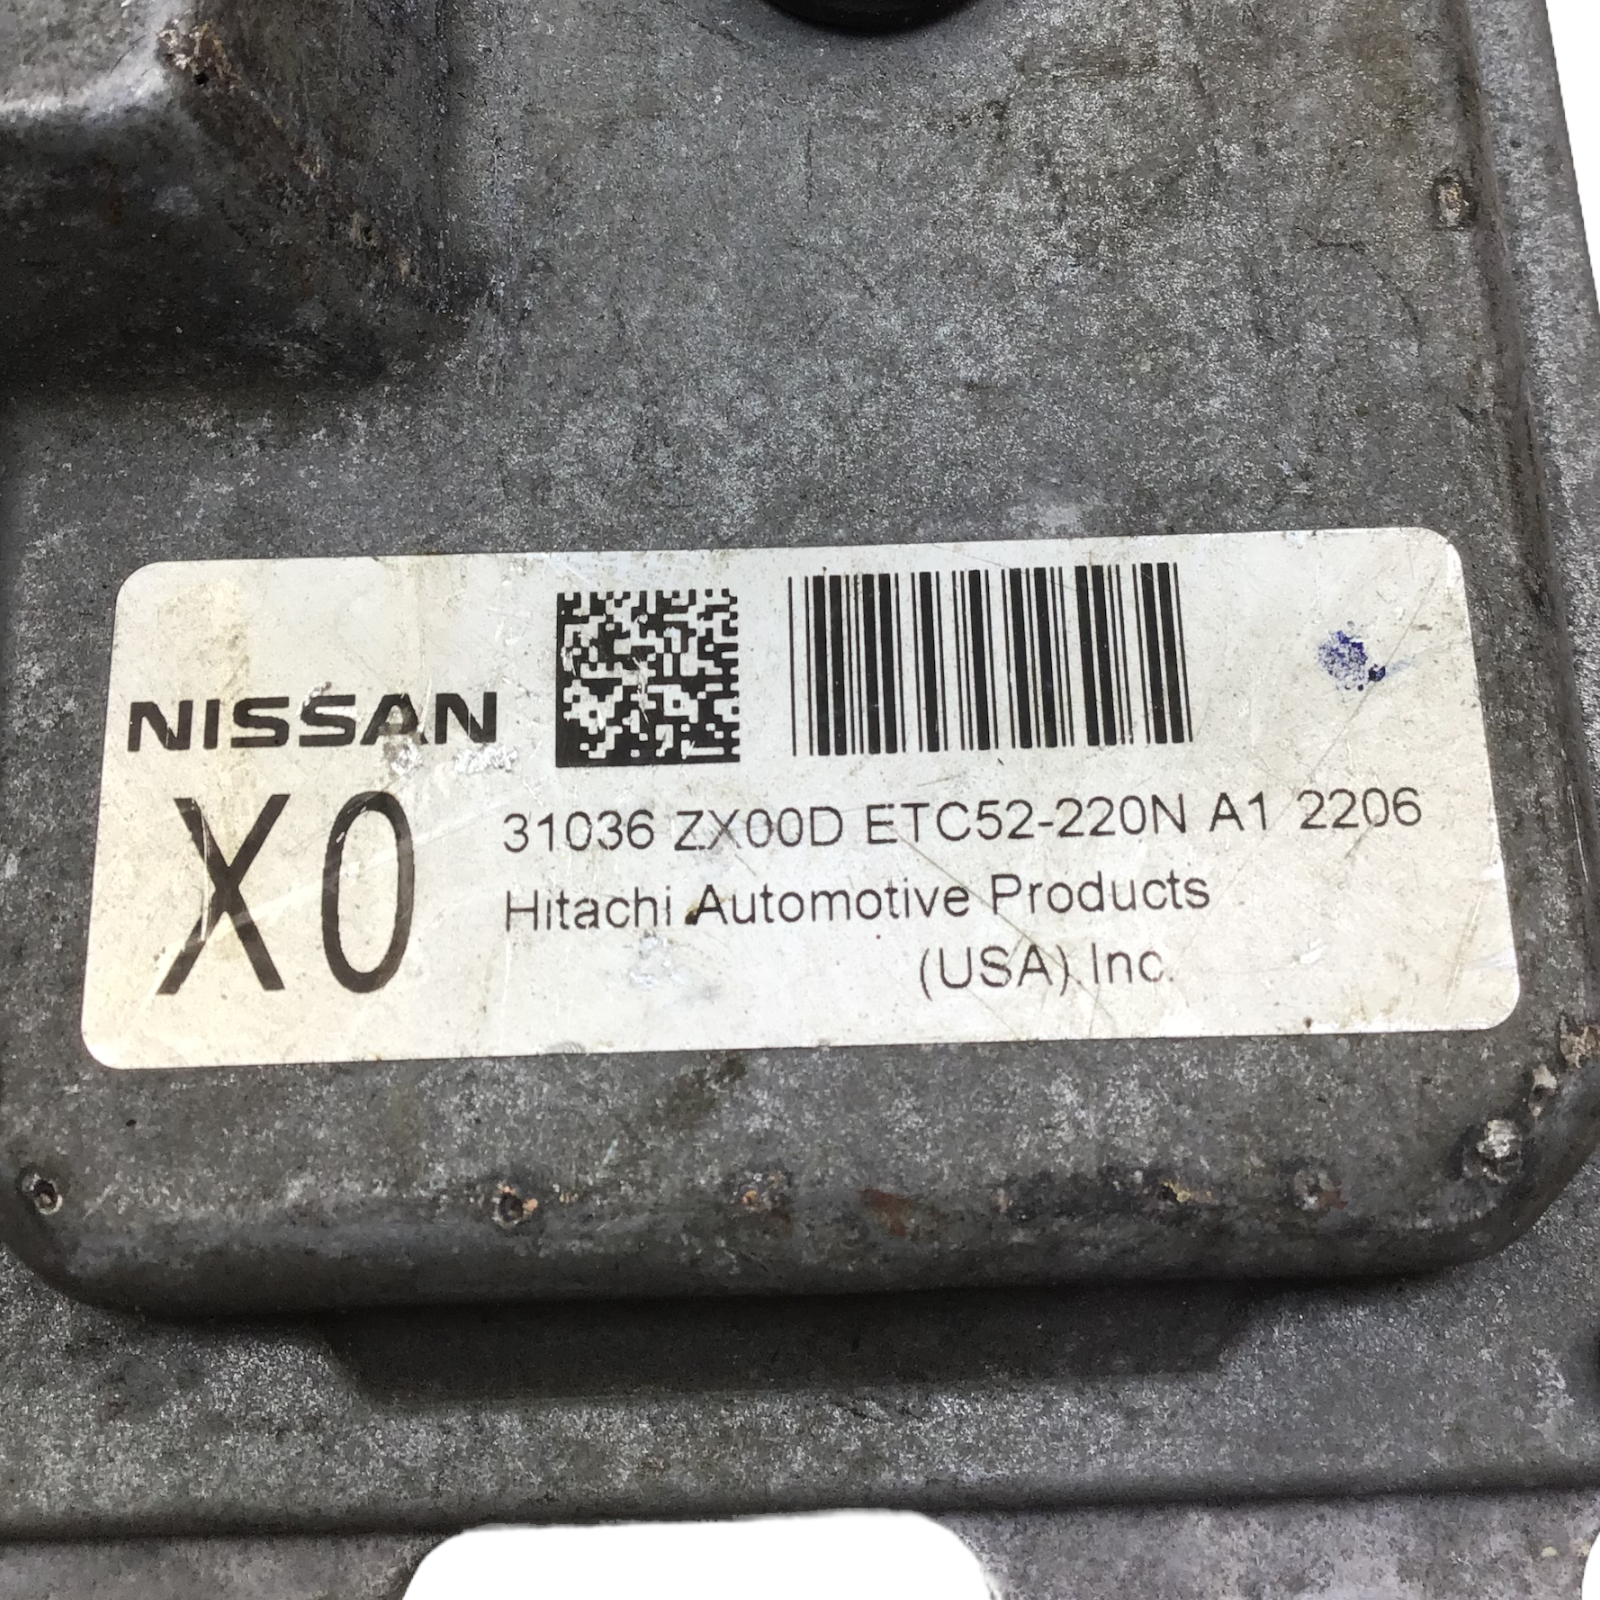 NISSAN
X0
31036 ZX00D ETC52-220N A1 2206
Hitachi Automotive Products
(USA).Inc.